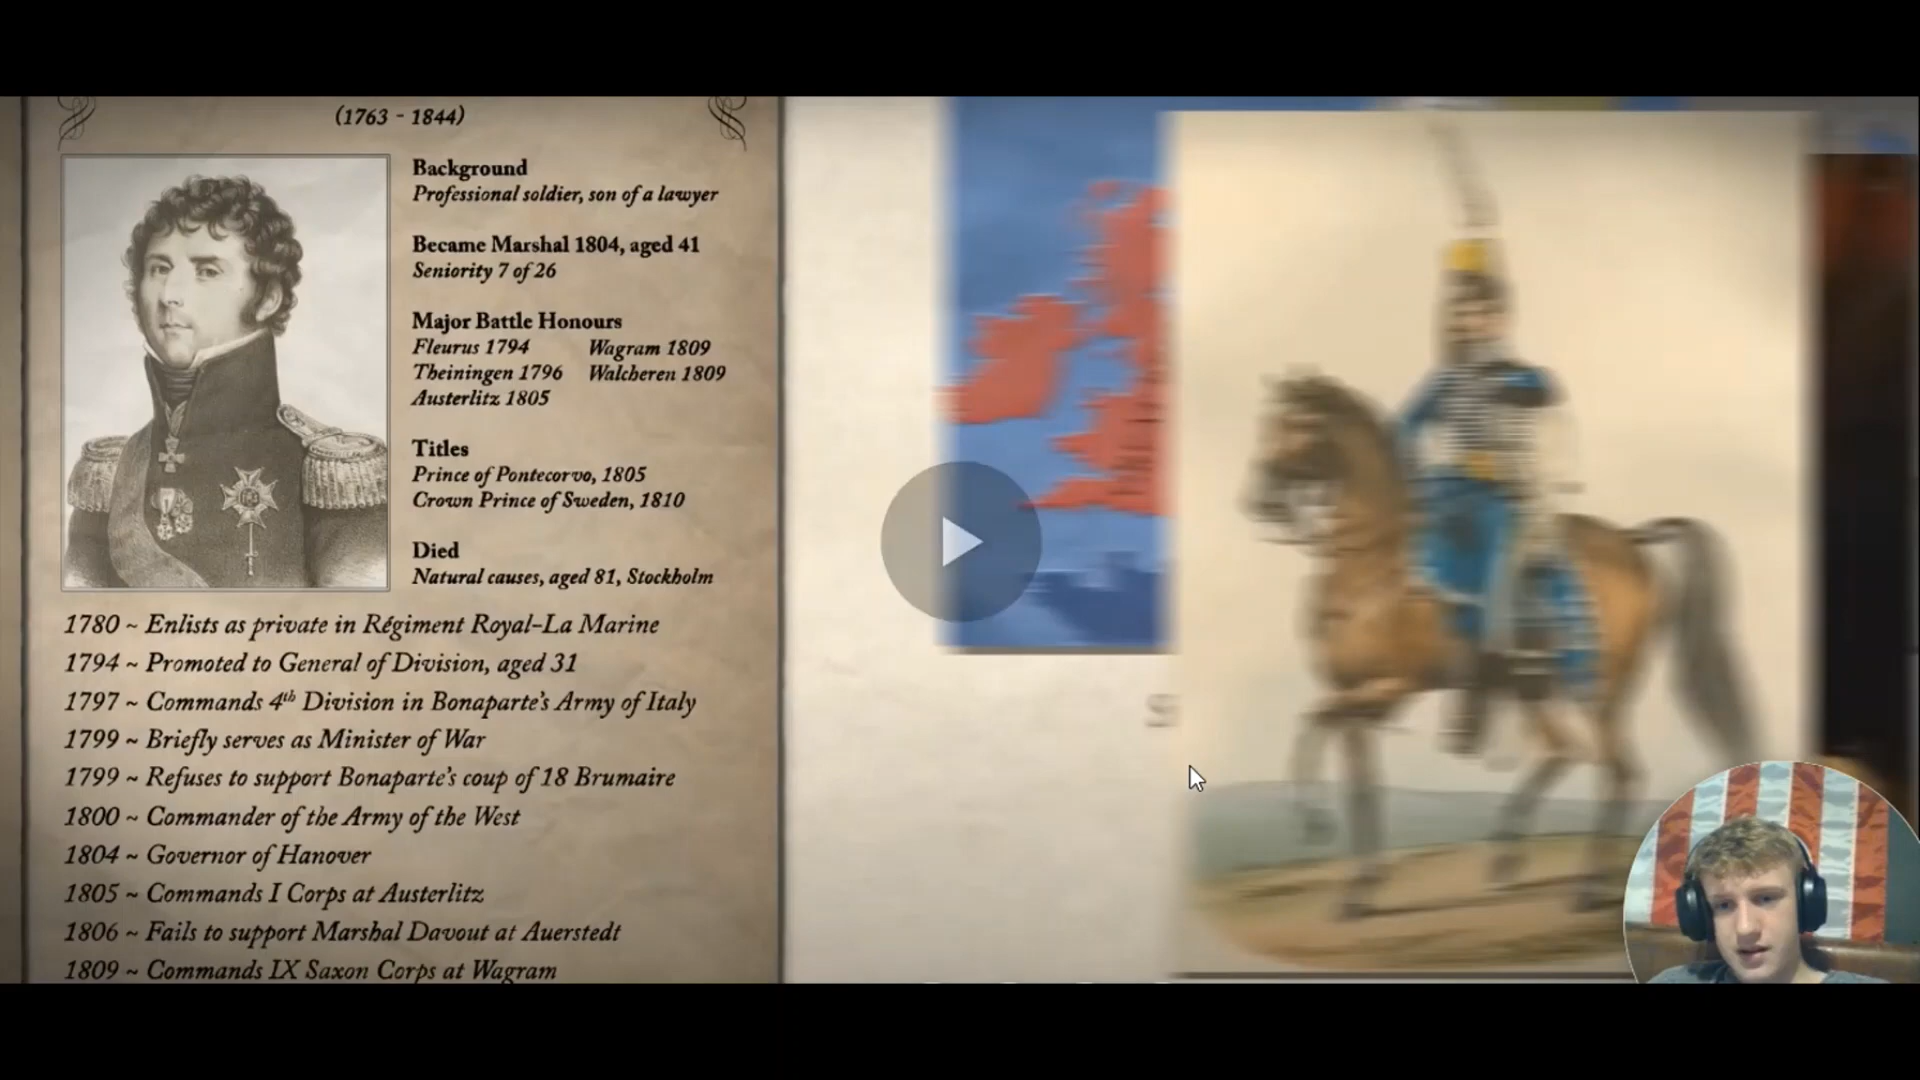 (1763 - 1844)
Background
Professional soldier, son of a lawyer
Became Marshal 1804, aged 41
Seniority 7 of 26
Major Battle Honours
Fleurus 1794 Wagram 1809
Theiningen 1796 Walcheren 1809
Austerlitz 1805
Titles
Prince of Pontecorvo, 1805
Crown Prince of Sweden, 1810
Died
Natural causes, aged 81, Stockholm
1780 ~ Enlists as private in Régiment Royal-La Marine
1794 ~ Promoted to General of Division, aged 31
1797 ~ Commands 4th Division in Bonaparte's Army of Italy
1799 ~ Briefly serves as Minister of War
1799 ~ Refuses to support Bonaparte's coup of 18 Brumaire
1800 ~ Commander of the Army of the West
1804 ~ Governor of Hanover
1805 ~ Commands I Corps at Austerlitz
1806 ~ Fails to support Marshal Davout at Auerstedt
1809 ~ Commands IX Saxon Corps at Wagram